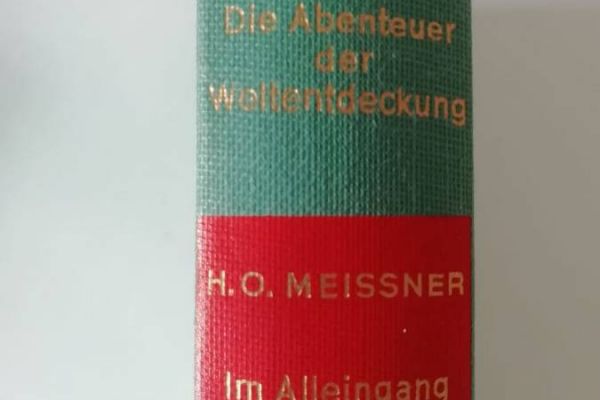 Die Abenteuer
der
Weltentdeckung
H.O. MEISSNER
Im Alleingang